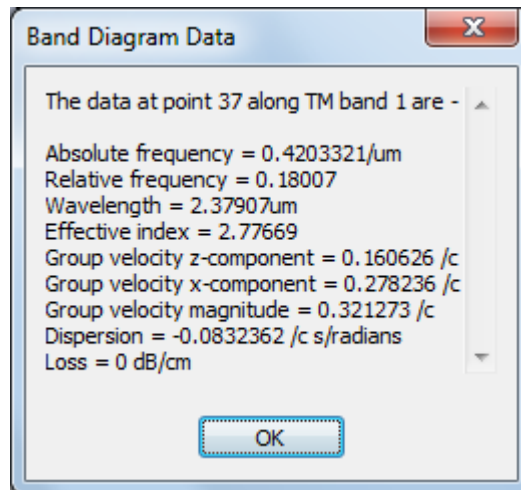 Band Diagram Data
The data at point 37 along TM band 1 are -
Absolute frequency = 0.4203321/um
Relative frequency = 0.18007
Wavelength = 2.37907um
Effective index = 2.77669
Group velocity z-component = 0.160626 /c
Group velocity x-component = 0.278236 /c
Group velocity magnitude = 0.321273 /c
Dispersion = -0.0832362 /c s/radians
Loss = 0 dB/cm
OK